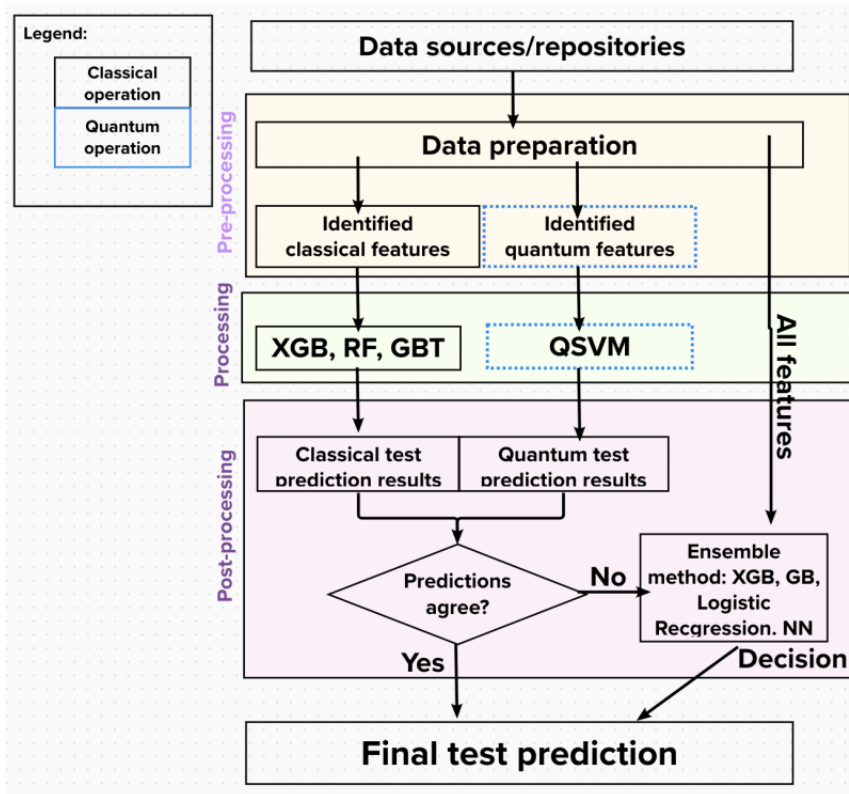 Legend:
Classical
operation
Quantum
operation
Data sources/repositories
Pre-processing
Data preparation
Identified
classical features
Identified
quantum features
Processing
XGB, RF, GBT
QSVM
All features
Post-processing
Classical test
prediction results
Quantum test
prediction results
Predictions
agree?
No
Ensemble
method: XGB, GB,
Logistic
Recgression. NN
Yes
Decision
Final test prediction